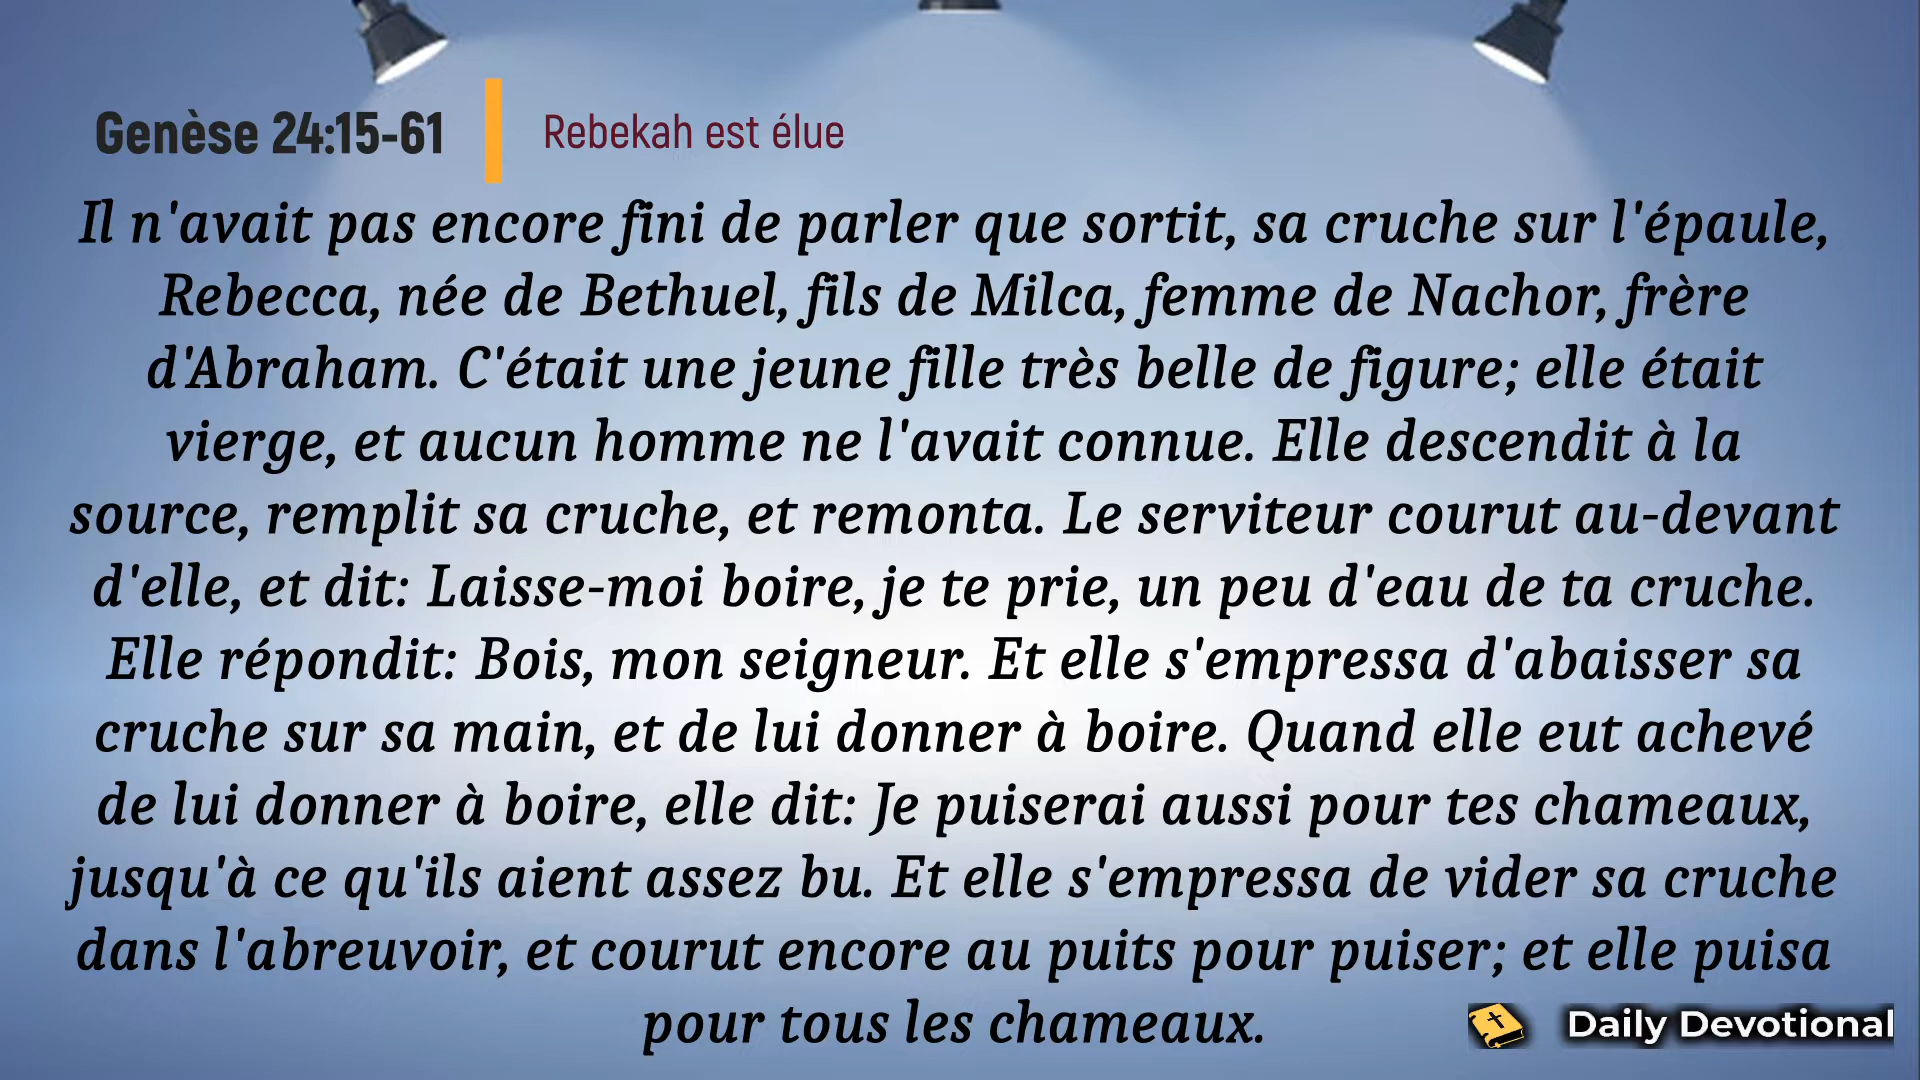 Genèse 24:15-61
Rebekah est élue
Il n'avait pas encore fini de parler que sortit, sa cruche sur l'épaule,
Rebecca, née de Bethuel, fils de Milca, femme de Nachor, frère
d'Abraham. C'était une jeune fille très belle de figure; elle était
vierge, et aucun homme ne l'avait connue. Elle descendit à la
source, remplit sa cruche, et remonta. Le serviteur courut au-devant
d'elle, et dit: Laisse-moi boire, je te prie, un peu d'eau de ta cruche.
Elle répondit: Bois, mon seigneur. Et elle s'empressa d'abaisser sa
cruche sur sa main, et de lui donner à boire. Quand elle eut achevé
de lui donner à boire, elle dit: Je puiserai aussi pour tes chameaux,
jusqu'à ce qu'ils aient assez bu. Et elle s'empressa de vider sa cruche
dans l'abreuvoir, et courut encore au puits pour puiser; et elle puisa
pour tous les chameaux.
Daily Devotional